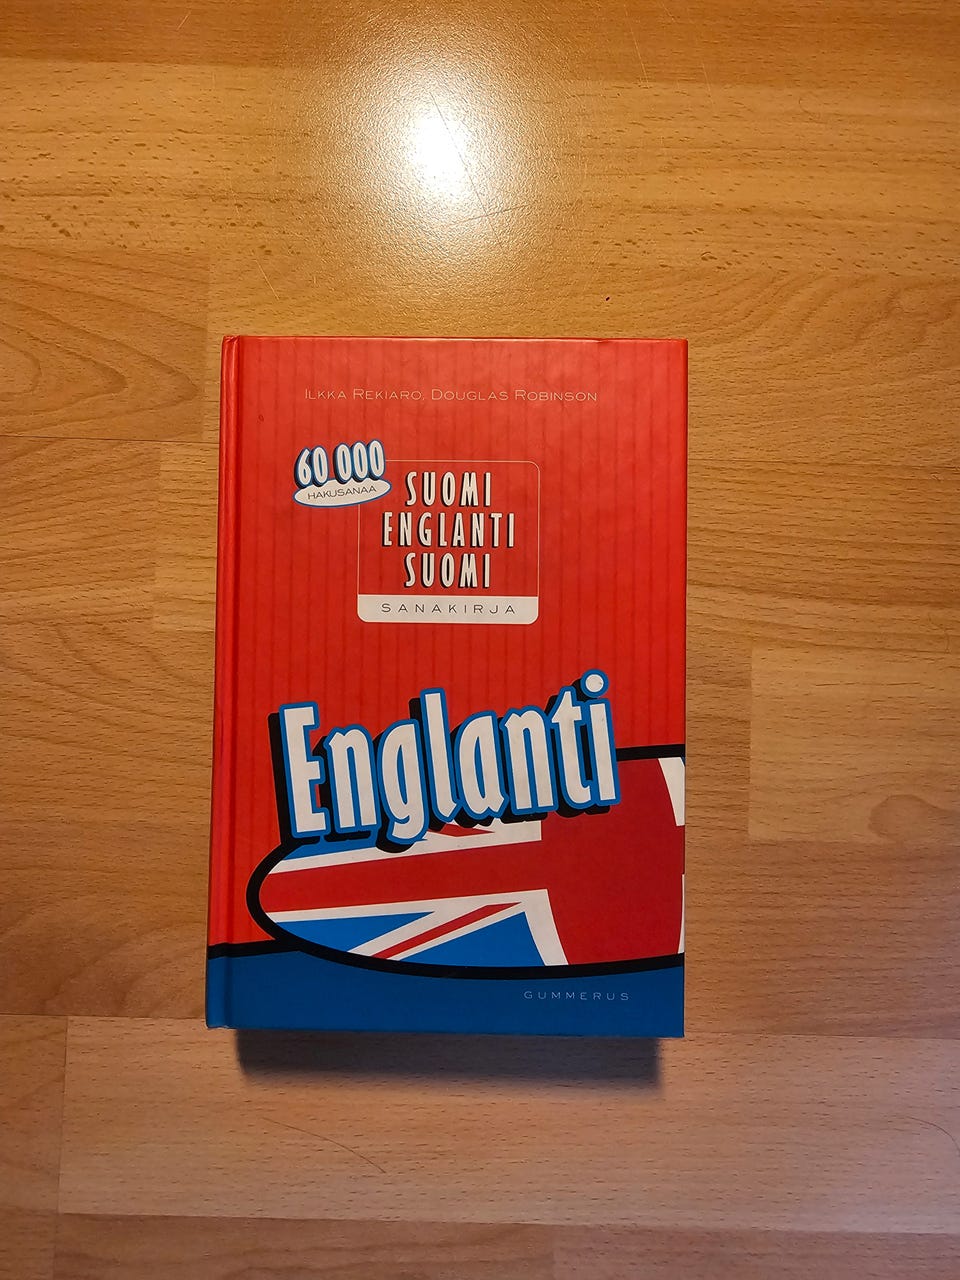 ILKKA REKIARO, DOUGLAS ROBINSON
60 000
HAKUSANAA
SUOMI
ENGLANTI
SUOMI
SANAKIRJA
Englanti
GUMMERUS